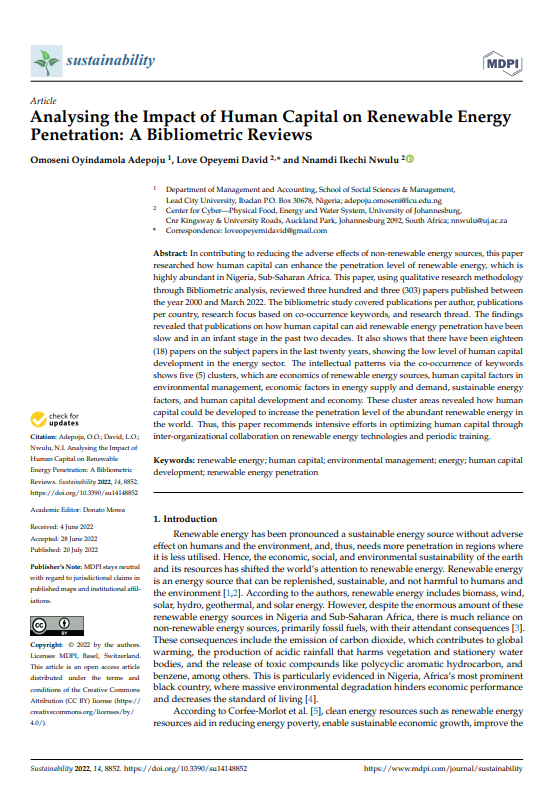 sustainability
MDPI
Article
Analysing the Impact of Human Capital on Renewable Energy
Penetration: A Bibliometric Reviews
Omoseni Oyindamola Adepoju 1, Love Opeyemi David 2,* and Nnamdi Ikechi Nwulu 2
1 Department of Management and Accounting, School of Social Sciences & Management,
Lead City University, Ibadan P.O. Box 30678, Nigeria; adepoju.omoseni@lcu.edu.ng
2 Center for Cyber—Physical Food, Energy and Water System, University of Johannesburg,
Cnr Kingsway & University Roads, Auckland Park, Johannesburg 2092, South Africa; nnwulu@uj.ac.za
* Correspondence: loveopeyemidavid@gmail.com
Abstract: In contributing to reducing the adverse effects of non-renewable energy sources, this paper
researched how human capital can enhance the penetration level of renewable energy, which is
highly abundant in Nigeria, Sub-Saharan Africa. This paper, using qualitative research methodology
through Bibliometric analysis, reviewed three hundred and three (303) papers published between
the year 2000 and March 2022. The bibliometric study covered publications per author, publications
per country, research focus based on co-occurrence keywords, and research thread. The findings
revealed that publications on how human capital can aid renewable energy penetration have been
slow and in an infant stage in the past two decades. It also shows that there have been eighteen
(18) papers on the subject papers in the last twenty years, showing the low level of human capital
development in the energy sector. The intellectual patterns via the co-occurrence of keywords
shows five (5) clusters, which are economics of renewable energy sources, human capital factors in
environmental management, economic factors in energy supply and demand, sustainable energy
factors, and human capital development and economy. These cluster areas revealed how human
capital could be developed to increase the penetration level of the abundant renewable energy in
the world. Thus, this paper recommends intensive efforts in optimizing human capital through
inter-organizational collaboration on renewable energy technologies and periodic training.
Keywords: renewable energy; human capital; environmental management; energy; human capital
development; renewable energy penetration
check for
updates
Citation: Adepoju, O.O.; David, L.O.;
Nwulu, N.I. Analysing the Impact of
Human Capital on Renewable
Energy Penetration: A Bibliometric
Reviews. Sustainability 2022, 14, 8852.
https://doi.org/10.3390/su14148852
Academic Editor: Donato Morea
Received: 4 June 2022
Accepted: 28 June 2022
Published: 20 July 2022
Publisher's Note: MDPI stays neutral
with regard to jurisdictional claims in
published maps and institutional affil-
iations.
CC BY
Copyright: © 2022 by the authors.
Licensee MDPI, Basel, Switzerland.
This article is an open access article
distributed under the terms and
conditions of the Creative Commons
Attribution (CC BY) license (https://
creativecommons.org/licenses/by/
4.0/).
1. Introduction
Renewable energy has been pronounced a sustainable energy source without adverse
effect on humans and the environment, and, thus, needs more penetration in regions where
it is less utilised. Hence, the economic, social, and environmental sustainability of the earth
and its resources has shifted the world's attention to renewable energy. Renewable energy
is an energy source that can be replenished, sustainable, and not harmful to humans and
the environment [1,2]. According to the authors, renewable energy includes biomass, wind,
solar, hydro, geothermal, and solar energy. However, despite the enormous amount of these
renewable energy sources in Nigeria and Sub-Saharan Africa, there is much reliance on
non-renewable energy sources, primarily fossil fuels, with their attendant consequences [3].
These consequences include the emission of carbon dioxide, which contributes to global
warming, the production of acidic rainfall that harms vegetation and stationery water
bodies, and the release of toxic compounds like polycyclic aromatic hydrocarbon, and
benzene, among others. This is particularly evidenced in Nigeria, Africa's most prominent
black country, where massive environmental degradation hinders economic performance
and decreases the standard of living [4].
According to Corfee-Morlot et al. [5], clean energy resources such as renewable energy
resources aid in reducing energy poverty, enable sustainable economic growth, improve the
Sustainability 2022, 14, 8852. https://doi.org/10.3390/su14148852
https://www.mdpi.com/journal/sustainability